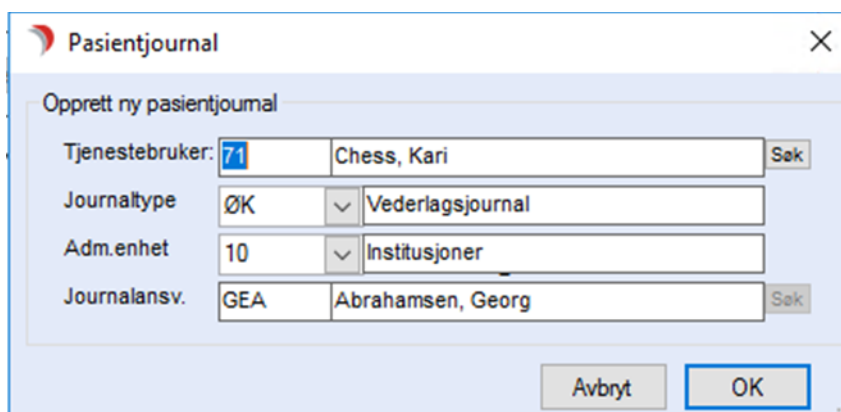 Pasientjournal
Opprett ny pasientjournal
Tjenestebruker: 71 Chess, Kari Søk
Journaltype ØK Vederlagsjournal
Adm.enhet 10 Institusjoner
Journalansv. GEA Abrahamsen, Georg Søk
Avbryt OK